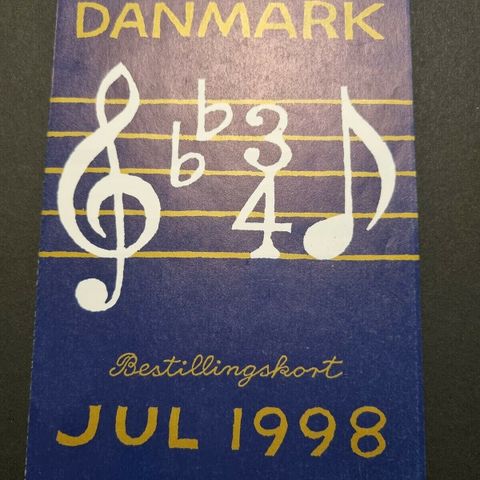 DANMARK
3
4
Bestillingskort
JUL 1998